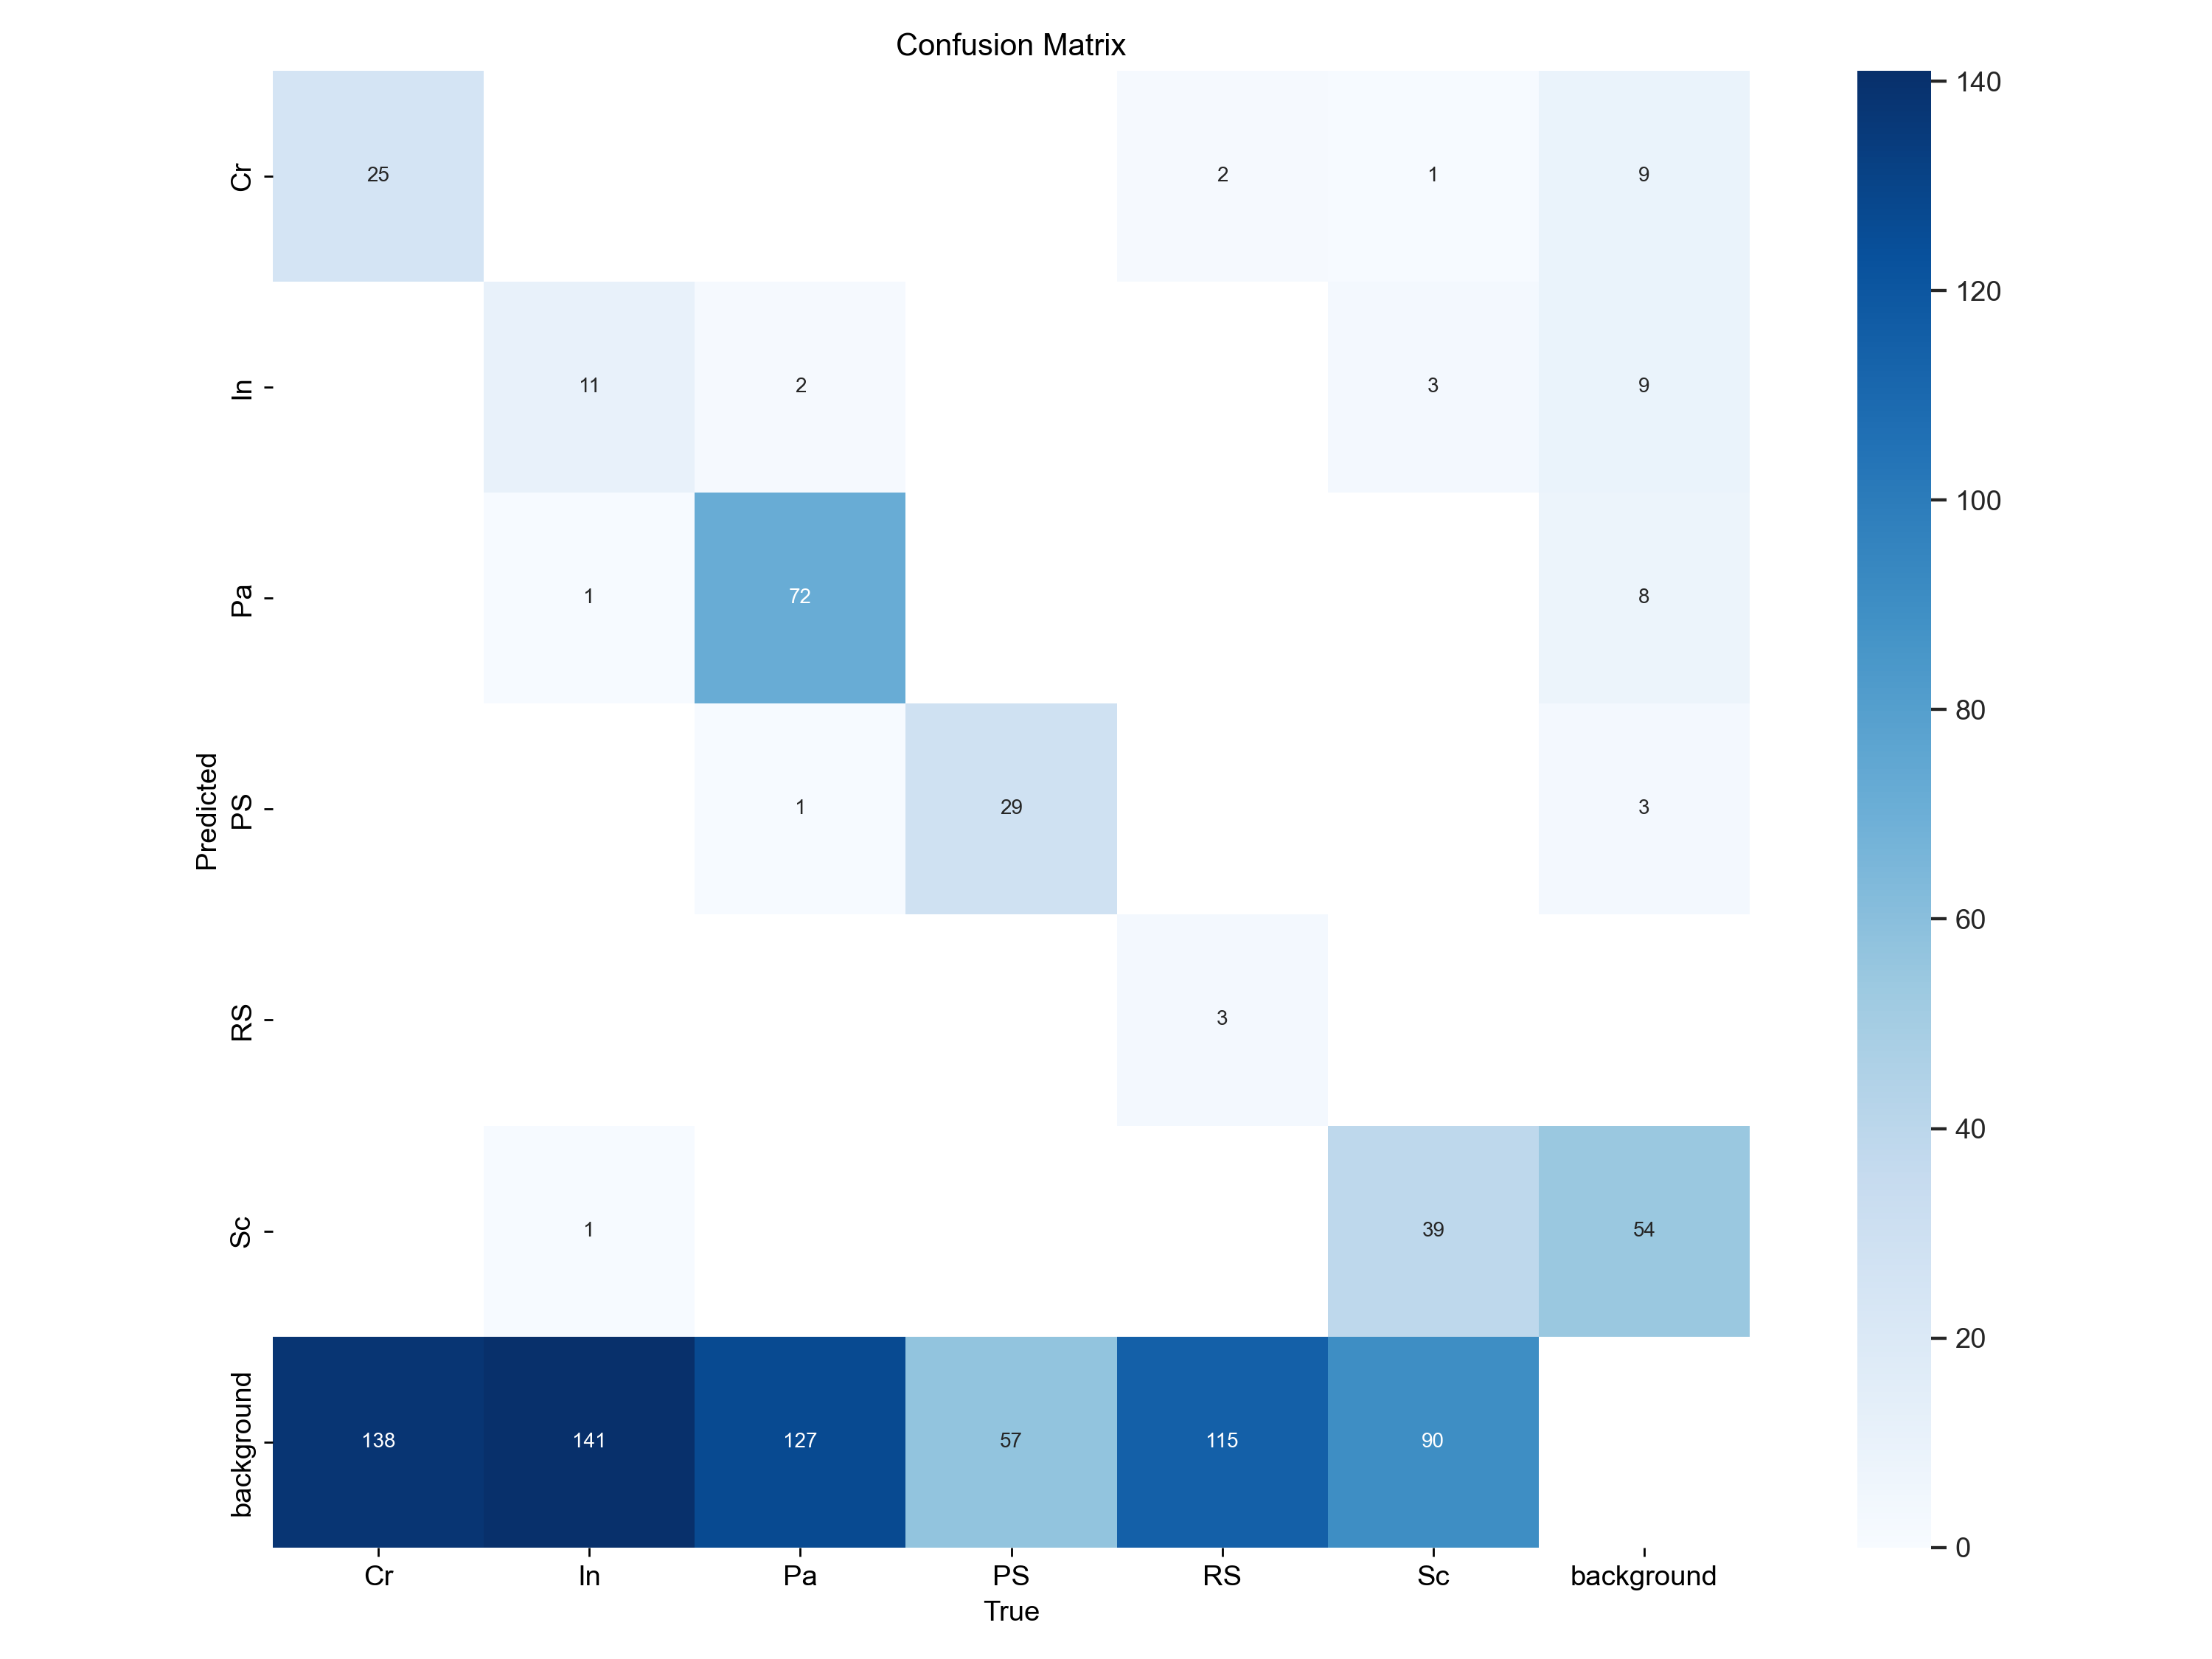 Confusion Matrix
Predicted
Cr 25 2 1 9
In 11 2 3 9
Pa 1 72 8
PS 1 29 3
RS 3
Sc 1 39 54
background 138 141 127 57 115 90
Cr In Pa PS RS Sc background
True
140
120
100
80
60
40
20
0